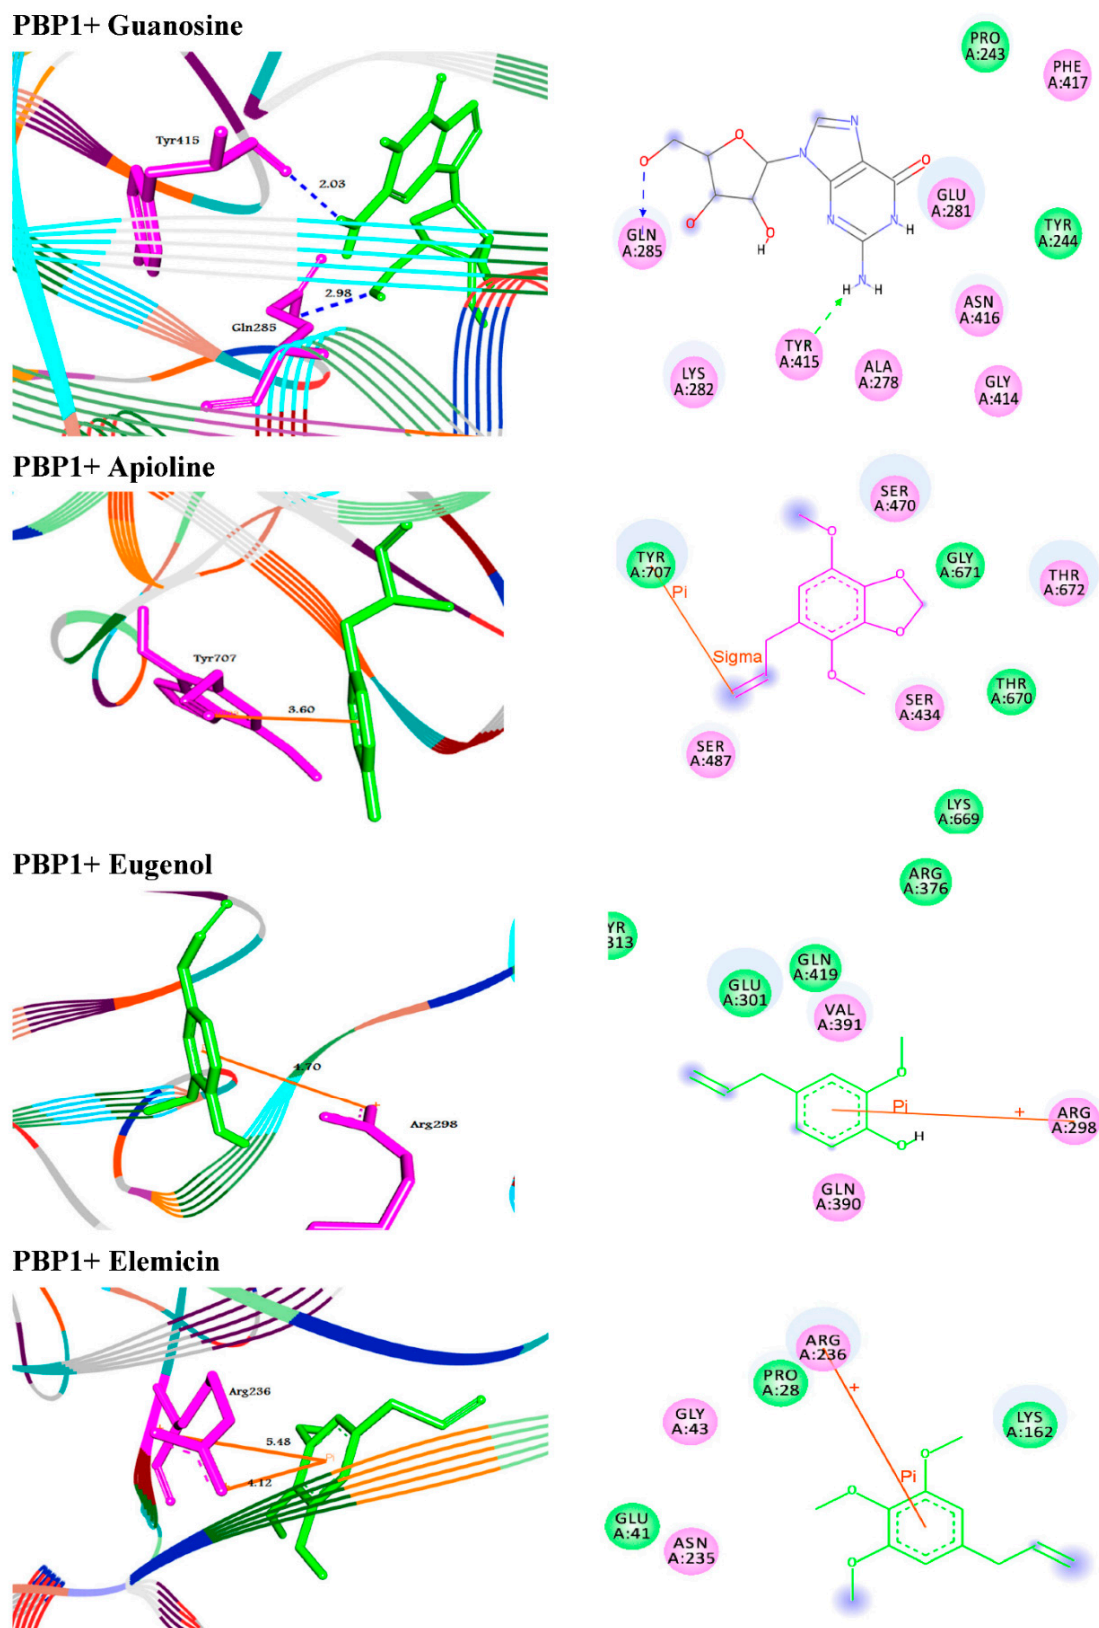 PBP1+ Guanosine
Tyr415
2.03
2.98
Gln285
PRO
A:243
PHE
A:417
GLU
A:281
TYR
A:244
GLN
A:285
ASN
A:416
TYR
A:415
LYS
A:282
ALA
A:278
GLY
A:414
O
O
O
O
H
N
N
N
N
H
O
N
H
H
PBP1+ Apioline
Tyr707
3.60
SER
A:470
TYR
A:707
GLY
A:671
THR
A:672
Pi
Sigma
O
O
O
O
THR
A:670
SER
A:434
SER
A:487
LYS
A:669
PBP1+ Eugenol
4.70
+
Arg298
ARG
A:376
YR
313
GLN
A:419
GLU
A:301
VAL
A:391
O
Pi
+
ARG
A:298
O
H
GLN
A:390
PBP1+ Elemicin
Arg236
5.48
Pi
4.12
ARG
A:236
+
PRO
A:28
GLY
A:43
LYS
A:162
Pi
O
O
O
GLU
A:41
ASN
A:235